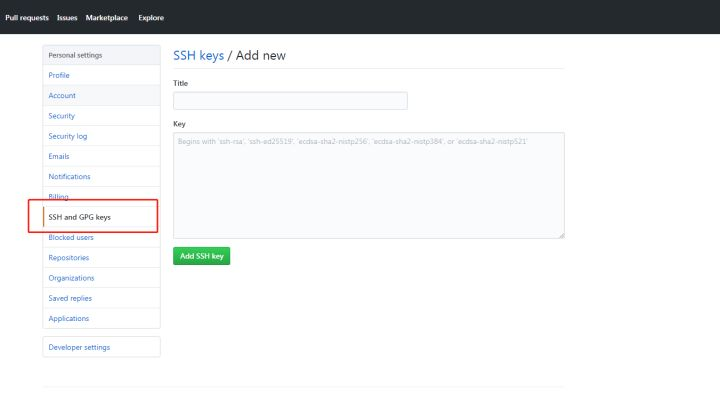 Pull requests Issues Marketplace Explore
Personal settings
Profile
Account
Security
Security log
Emails
Notifications
Billing
SSH and GPG keys
Blocked users
Repositories
Organizations
Saved replies
Applications
Developer settings
SSH keys / Add new
Title
Key
Begins with 'ssh-rsa', 'ssh-ed25519', 'ecdsa-sha2-nistp256', 'ecdsa-sha2-nistp384', or 'ecdsa-sha2-nistp521'
Add SSH key